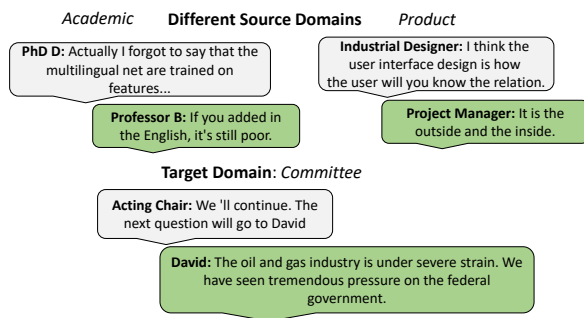 Academic Different Source Domains Product
PhD D: Actually I forgot to say that the
multilingual net are trained on
features...
Professor B: If you added in
the English, it's still poor.
Industrial Designer: I think the
user interface design is how
the user will you know the relation.
Project Manager: It is the
outside and the inside.
Target Domain: Committee
Acting Chair: We 'll continue. The
next question will go to David
David: The oil and gas industry is under severe strain. We
have seen tremendous pressure on the federal
government.